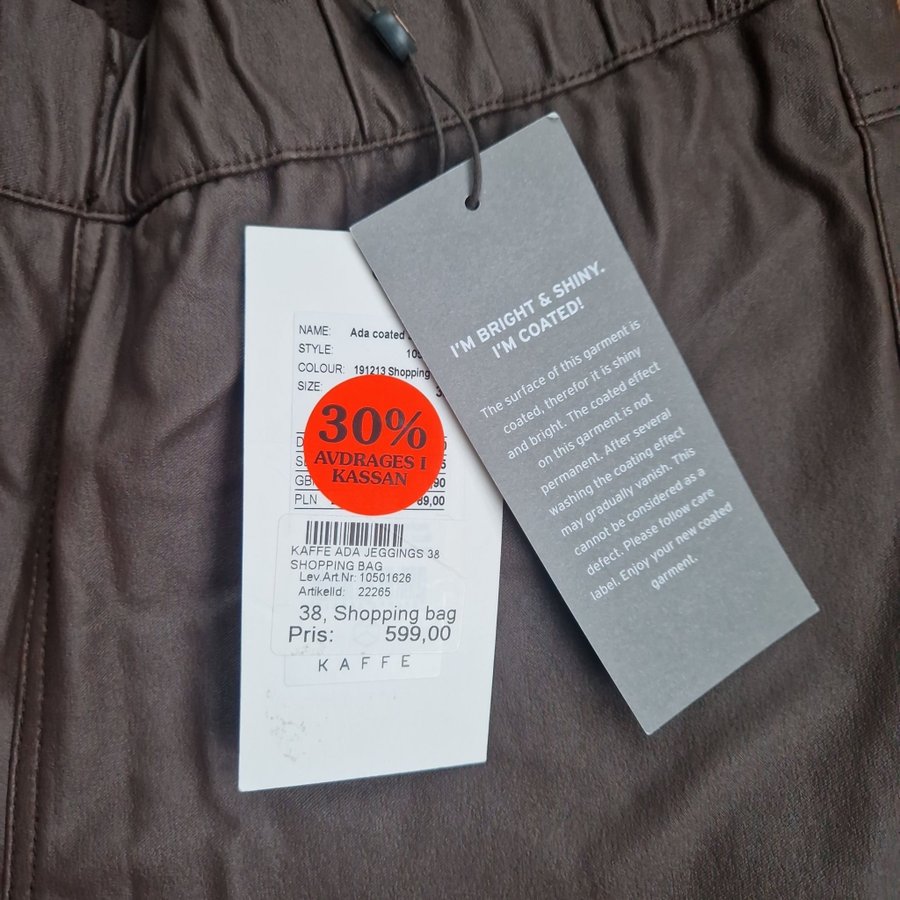 NAME: Ada coated
STYLE:
COLOUR: 191213 Shopping
SIZE:
30%
AVDRAGES I
KASSAN
GB
PLN 89,00
KAFFE ADA JEGGINGS 38
SHOPPING BAG
Lev.Art.Nr: 10501626
ArtikelId: 22265
38, Shopping bag
Pris: 599,00
KAFFE
I'M BRIGHT & SHINY.
I'M COATED!
The surface of this garment is
coated, therefor it is shiny
and bright. The coated effect
on this garment is not
permanent. After several
washing the coating effect
may gradually vanish. This
cannot be considered as a
defect. Please follow care
label. Enjoy your new coated
garment.